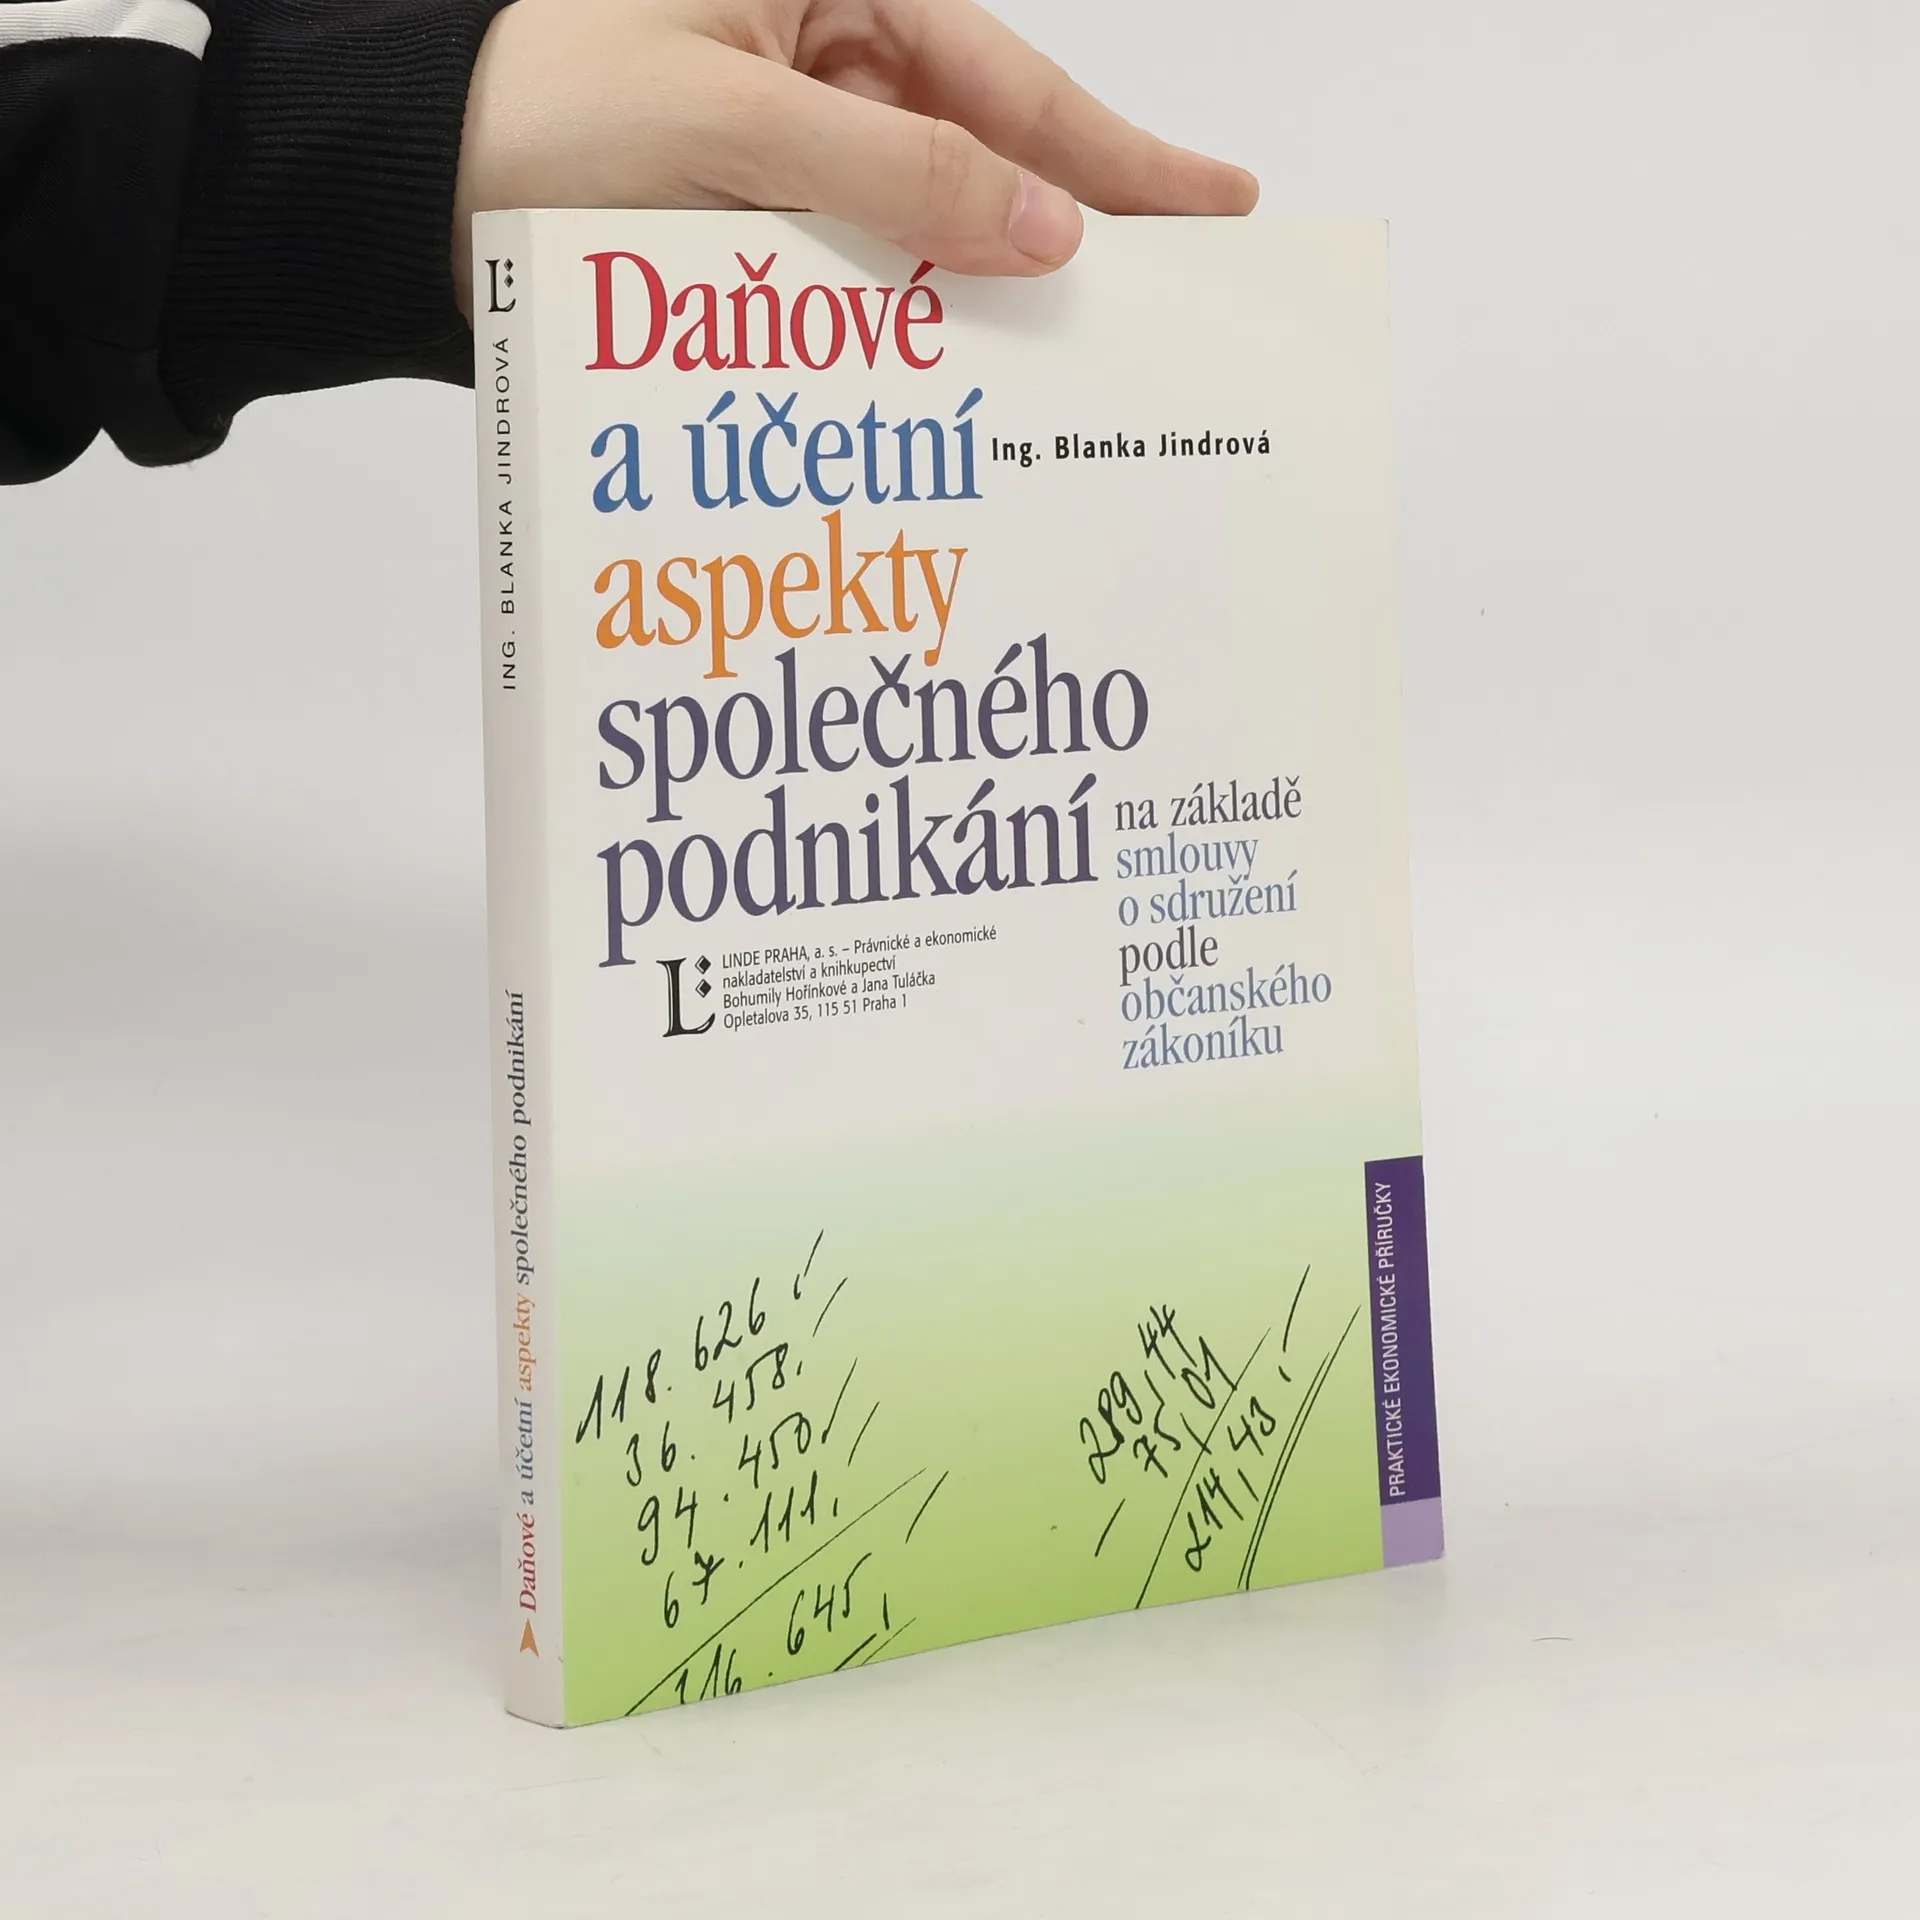 ING. BLANKA JINDROVÁ
Daňové a účetní aspekty společného podnikání
Daňové
a účetní
Ing. Blanka Jindrová
aspekty
společného
podnikání
na základě
smlouvy
o sdružení
podle
občanského
zákoníku
LINDE PRAHA, a. s. – Právnické a ekonomické
nakladatelství a knihkupectví
Bohumily Hořínkové a Jana Tuláčka
Opletalova 35, 115 51 Praha 1
PRAKTICKÉ EKONOMICKÉ PŘÍRUČKY
118.626
36.458
94.450
67.111
316.645
289,44
75,01
214,43